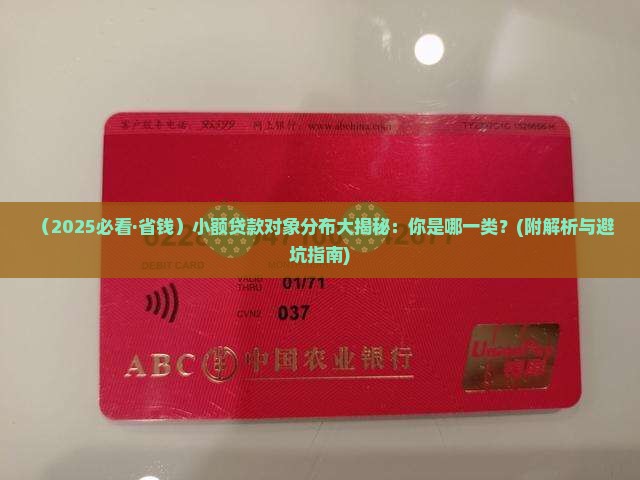 客户服务电话：95599 网上银行：www.abchina.com
（2025必看·省钱）小额贷款对象分布大揭秘：你是哪一类？(附解析与避
坑指南)
DEBIT CARD
VALID
THRU 01/71
CVN2 037
ABC 中国农业银行
UnionPay
银联